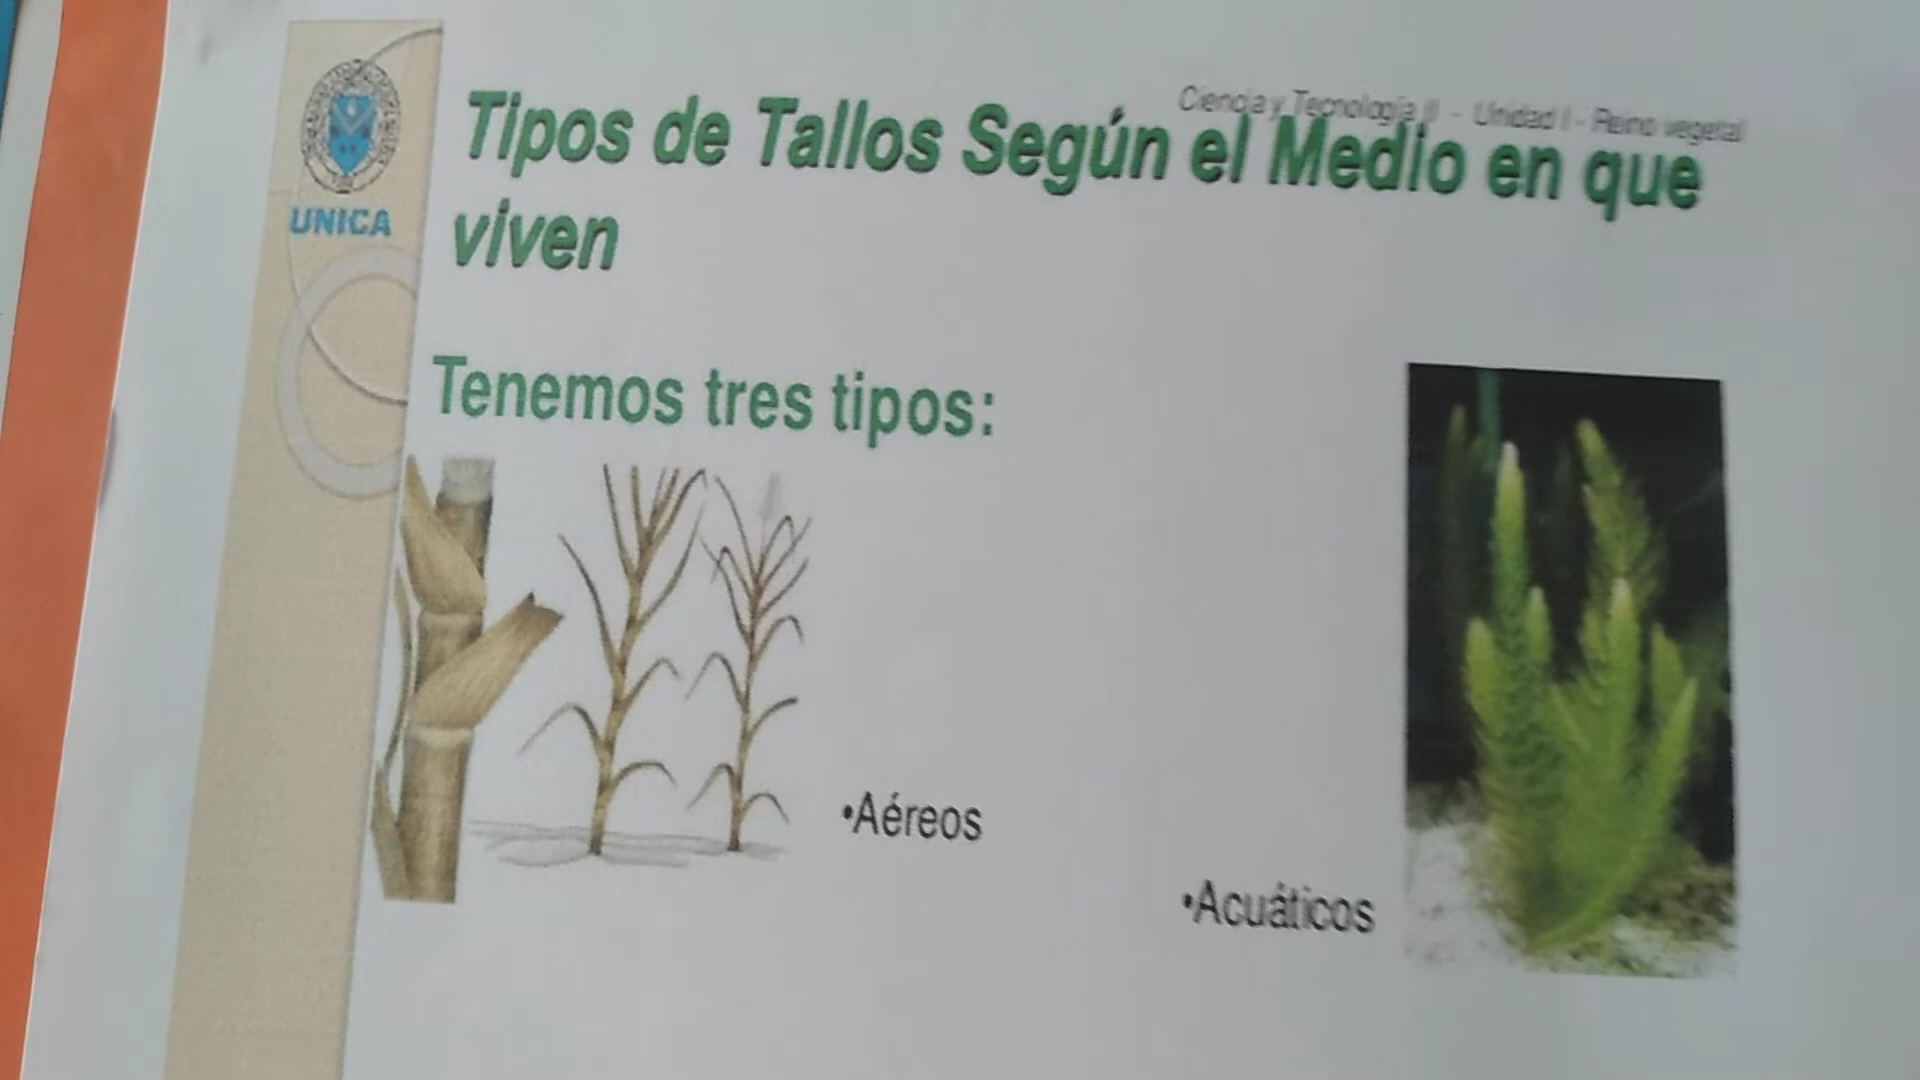 Ciencia y Tecnología II - Unidad I - Reino vegetal
Tipos de Tallos Según el Medio en que
viven
UNICA
Tenemos tres tipos:
•Aéreos
•Acuáticos